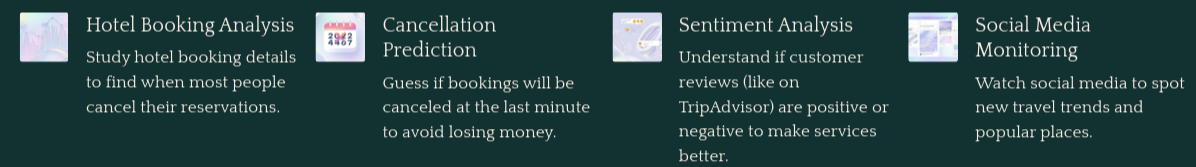 Hotel Booking Analysis
Study hotel booking details
to find when most people
cancel their reservations.
Cancellation
Prediction
Guess if bookings will be
canceled at the last minute
to avoid losing money.
Sentiment Analysis
Understand if customer
reviews (like on
TripAdvisor) are positive or
negative to make services
better.
Social Media
Monitoring
Watch social media to spot
new travel trends and
popular places.